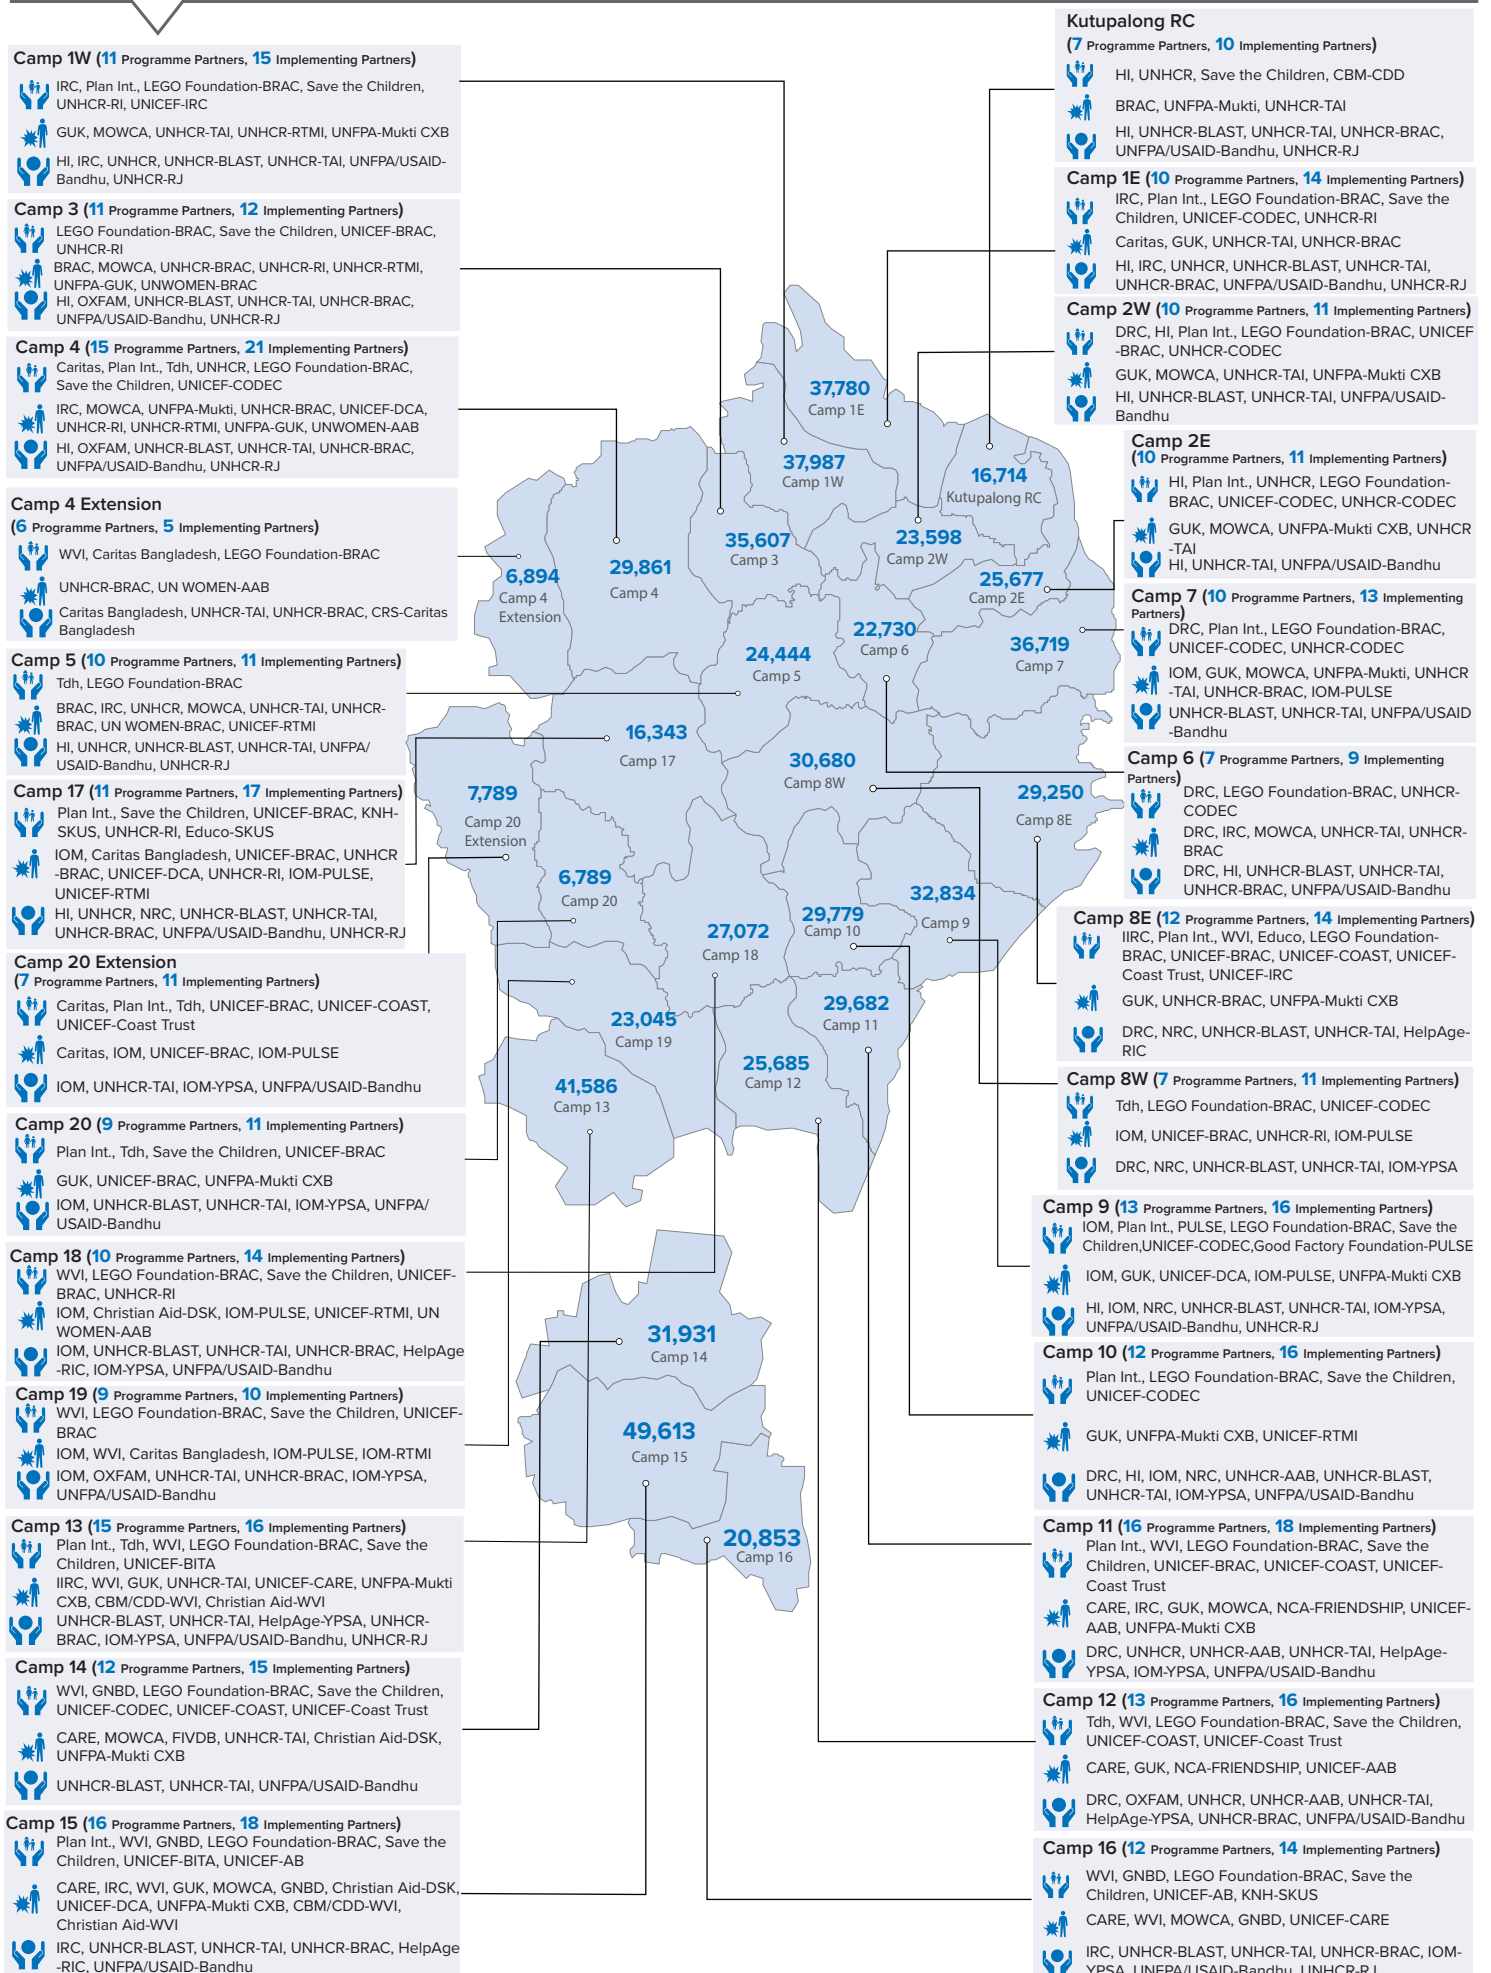 Camp 1W (11 Programme Partners, 15 Implementing Partners)
IRC, Plan Int., LEGO Foundation-BRAC, Save the Children,
UNHCR-RI, UNICEF-IRC
GUK, MOWCA, UNHCR-TAI, UNHCR-RTMI, UNFPA-Mukti CXB
HI, IRC, UNHCR, UNHCR-BLAST, UNHCR-TAI, UNFPA/USAID-
Bandhu, UNHCR-RJ
Camp 3 (11 Programme Partners, 12 Implementing Partners)
LEGO Foundation-BRAC, Save the Children, UNICEF-BRAC,
UNHCR-RI
BRAC, MOWCA, UNHCR-BRAC, UNHCR-RI, UNHCR-RTMI,
UNFPA-GUK, UNWOMEN-BRAC
HI, OXFAM, UNHCR-BLAST, UNHCR-TAI, UNHCR-BRAC,
UNFPA/USAID-Bandhu, UNHCR-RJ
Camp 4 (15 Programme Partners, 21 Implementing Partners)
Caritas, Plan Int., Tdh, UNHCR, LEGO Foundation-BRAC,
Save the Children, UNICEF-CODEC
IRC, MOWCA, UNFPA-Mukti, UNHCR-BRAC, UNICEF-DCA,
UNHCR-RI, UNHCR-RTMI, UNFPA-GUK, UNWOMEN-AAB
HI, OXFAM, UNHCR-BLAST, UNHCR-TAI, UNHCR-BRAC,
UNFPA/USAID-Bandhu, UNHCR-RJ
Camp 4 Extension
(6 Programme Partners, 5 Implementing Partners)
WVI, Caritas Bangladesh, LEGO Foundation-BRAC
UNHCR-BRAC, UN WOMEN-AAB
Caritas Bangladesh, UNHCR-TAI, UNHCR-BRAC, CRS-Caritas
Bangladesh
Camp 5 (10 Programme Partners, 11 Implementing Partners)
Tdh, LEGO Foundation-BRAC
BRAC, IRC, UNHCR, MOWCA, UNHCR-TAI, UNHCR-
BRAC, UN WOMEN-BRAC, UNICEF-RTMI
HI, UNHCR, UNHCR-BLAST, UNHCR-TAI, UNFPA/
USAID-Bandhu, UNHCR-RJ
Camp 17 (11 Programme Partners, 17 Implementing Partners)
Plan Int., Save the Children, UNICEF-BRAC, KNH-
SKUS, UNHCR-RI, Educo-SKUS
IOM, Caritas Bangladesh, UNICEF-BRAC, UNHCR
-BRAC, UNICEF-DCA, UNHCR-RI, IOM-PULSE,
UNICEF-RTMI
HI, UNHCR, NRC, UNHCR-BLAST, UNHCR-TAI,
UNHCR-BRAC, UNFPA/USAID-Bandhu, UNHCR-RJ
Camp 20 Extension
(7 Programme Partners, 11 Implementing Partners)
Caritas, Plan Int., Tdh, UNICEF-BRAC, UNICEF-COAST,
UNICEF-Coast Trust
Caritas, IOM, UNICEF-BRAC, IOM-PULSE
IOM, UNHCR-TAI, IOM-YPSA, UNFPA/USAID-Bandhu
Camp 20 (9 Programme Partners, 11 Implementing Partners)
Plan Int., Tdh, Save the Children, UNICEF-BRAC
GUK, UNICEF-BRAC, UNFPA-Mukti CXB
IOM, UNHCR-BLAST, UNHCR-TAI, IOM-YPSA, UNFPA/
USAID-Bandhu
Camp 18 (10 Programme Partners, 14 Implementing Partners)
WVI, LEGO Foundation-BRAC, Save the Children, UNICEF-
BRAC, UNHCR-RI
IOM, Christian Aid-DSK, IOM-PULSE, UNICEF-RTMI, UN
WOMEN-AAB
IOM, UNHCR-BLAST, UNHCR-TAI, UNHCR-BRAC, HelpAge
-RIC, IOM-YPSA, UNFPA/USAID-Bandhu
Camp 19 (9 Programme Partners, 10 Implementing Partners)
WVI, LEGO Foundation-BRAC, Save the Children, UNICEF-
BRAC
IOM, WVI, Caritas Bangladesh, IOM-PULSE, IOM-RTMI
IOM, OXFAM, UNHCR-TAI, UNHCR-BRAC, IOM-YPSA,
UNFPA/USAID-Bandhu
Camp 13 (15 Programme Partners, 16 Implementing Partners)
Plan Int., Tdh, WVI, LEGO Foundation-BRAC, Save the
Children, UNICEF-BITA
IIRC, WVI, GUK, UNHCR-TAI, UNICEF-CARE, UNFPA-Mukti
CXB, CBM/CDD-WVI, Christian Aid-WVI
UNHCR-BLAST, UNHCR-TAI, HelpAge-YPSA, UNHCR-
BRAC, IOM-YPSA, UNFPA/USAID-Bandhu, UNHCR-RJ
Camp 14 (12 Programme Partners, 15 Implementing Partners)
WVI, GNBD, LEGO Foundation-BRAC, Save the Children,
UNICEF-CODEC, UNICEF-COAST, UNICEF-Coast Trust
CARE, MOWCA, FIVDB, UNHCR-TAI, Christian Aid-DSK,
UNFPA-Mukti CXB
UNHCR-BLAST, UNHCR-TAI, UNFPA/USAID-Bandhu
Camp 15 (16 Programme Partners, 18 Implementing Partners)
Plan Int., WVI, GNBD, LEGO Foundation-BRAC, Save the
Children, UNICEF-BITA, UNICEF-AB
CARE, IRC, WVI, GUK, MOWCA, GNBD, Christian Aid-DSK,
UNICEF-DCA, UNFPA-Mukti CXB, CBM/CDD-WVI,
Christian Aid-WVI
IRC, UNHCR-BLAST, UNHCR-TAI, UNHCR-BRAC, HelpAge
-RIC, UNFPA/USAID-Bandhu
37,780
Camp 1E
37,987
Camp 1W
16,714
Kutupalong RC
35,607
Camp 3
23,598
Camp 2W
29,861
Camp 4
6,894
Camp 4
Extension
25,677
Camp 2E
22,730
Camp 6
36,719
Camp 7
24,444
Camp 5
16,343
Camp 17
30,680
Camp 8W
7,789
Camp 20
Extension
29,250
Camp 8E
6,789
Camp 20
32,834
Camp 9
29,779
Camp 10
27,072
Camp 18
29,682
Camp 11
23,045
Camp 19
25,685
Camp 12
41,586
Camp 13
31,931
Camp 14
49,613
Camp 15
20,853
Camp 16
Kutupalong RC
(7 Programme Partners, 10 Implementing Partners)
HI, UNHCR, Save the Children, CBM-CDD
BRAC, UNFPA-Mukti, UNHCR-TAI
HI, UNHCR-BLAST, UNHCR-TAI, UNHCR-BRAC,
UNFPA/USAID-Bandhu, UNHCR-RJ
Camp 1E (10 Programme Partners, 14 Implementing Partners)
IRC, Plan Int., LEGO Foundation-BRAC, Save the
Children, UNICEF-CODEC, UNHCR-RI
Caritas, GUK, UNHCR-TAI, UNHCR-BRAC
HI, IRC, UNHCR, UNHCR-BLAST, UNHCR-TAI,
UNHCR-BRAC, UNFPA/USAID-Bandhu, UNHCR-RJ
Camp 2W (10 Programme Partners, 11 Implementing Partners)
DRC, HI, Plan Int., LEGO Foundation-BRAC, UNICEF
-BRAC, UNHCR-CODEC
GUK, MOWCA, UNHCR-TAI, UNFPA-Mukti CXB
HI, UNHCR-BLAST, UNHCR-TAI, UNFPA/USAID-
Bandhu
Camp 2E
(10 Programme Partners, 11 Implementing Partners)
HI, Plan Int., UNHCR, LEGO Foundation-
BRAC, UNICEF-CODEC, UNHCR-CODEC
GUK, MOWCA, UNFPA-Mukti CXB, UNHCR
-TAI
HI, UNHCR-TAI, UNFPA/USAID-Bandhu
Camp 7 (10 Programme Partners, 13 Implementing
Partners)
DRC, Plan Int., LEGO Foundation-BRAC,
UNICEF-CODEC, UNHCR-CODEC
IOM, GUK, MOWCA, UNFPA-Mukti, UNHCR
-TAI, UNHCR-BRAC, IOM-PULSE
UNHCR-BLAST, UNHCR-TAI, UNFPA/USAID
-Bandhu
Camp 6 (7 Programme Partners, 9 Implementing
Partners)
DRC, LEGO Foundation-BRAC, UNHCR-
CODEC
DRC, IRC, MOWCA, UNHCR-TAI, UNHCR-
BRAC
DRC, HI, UNHCR-BLAST, UNHCR-TAI,
UNHCR-BRAC, UNFPA/USAID-Bandhu
Camp 8E (12 Programme Partners, 14 Implementing Partners)
IIRC, Plan Int., WVI, Educo, LEGO Foundation-
BRAC, UNICEF-BRAC, UNICEF-COAST, UNICEF-
Coast Trust, UNICEF-IRC
GUK, UNHCR-BRAC, UNFPA-Mukti CXB
DRC, NRC, UNHCR-BLAST, UNHCR-TAI, HelpAge-
RIC
Camp 8W (7 Programme Partners, 11 Implementing Partners)
Tdh, LEGO Foundation-BRAC, UNICEF-CODEC
IOM, UNICEF-BRAC, UNHCR-RI, IOM-PULSE
DRC, NRC, UNHCR-BLAST, UNHCR-TAI, IOM-YPSA
Camp 9 (13 Programme Partners, 16 Implementing Partners)
IOM, Plan Int., PULSE, LEGO Foundation-BRAC, Save the
Children,UNICEF-CODEC,Good Factory Foundation-PULSE
IOM, GUK, UNICEF-DCA, IOM-PULSE, UNFPA-Mukti CXB
HI, IOM, NRC, UNHCR-BLAST, UNHCR-TAI, IOM-YPSA,
UNFPA/USAID-Bandhu, UNHCR-RJ
Camp 10 (12 Programme Partners, 16 Implementing Partners)
Plan Int., LEGO Foundation-BRAC, Save the Children,
UNICEF-CODEC
GUK, UNFPA-Mukti CXB, UNICEF-RTMI
DRC, HI, IOM, NRC, UNHCR-AAB, UNHCR-BLAST,
UNHCR-TAI, IOM-YPSA, UNFPA/USAID-Bandhu
Camp 11 (16 Programme Partners, 18 Implementing Partners)
Plan Int., WVI, LEGO Foundation-BRAC, Save the
Children, UNICEF-BRAC, UNICEF-COAST, UNICEF-
Coast Trust
CARE, IRC, GUK, MOWCA, NCA-FRIENDSHIP, UNICEF-
AAB, UNFPA-Mukti CXB
DRC, UNHCR, UNHCR-AAB, UNHCR-TAI, HelpAge-
YPSA, IOM-YPSA, UNFPA/USAID-Bandhu
Camp 12 (13 Programme Partners, 16 Implementing Partners)
Tdh, WVI, LEGO Foundation-BRAC, Save the Children,
UNICEF-COAST, UNICEF-Coast Trust
CARE, GUK, NCA-FRIENDSHIP, UNICEF-AAB
DRC, OXFAM, UNHCR, UNHCR-AAB, UNHCR-TAI,
HelpAge-YPSA, UNHCR-BRAC, UNFPA/USAID-Bandhu
Camp 16 (12 Programme Partners, 14 Implementing Partners)
WVI, GNBD, LEGO Foundation-BRAC, Save the
Children, UNICEF-AB, KNH-SKUS
CARE, WVI, MOWCA, GNBD, UNICEF-CARE
IRC, UNHCR-BLAST, UNHCR-TAI, UNHCR-BRAC, IOM-
YPSA, UNFPA/USAID-Bandhu, UNHCR-RJ